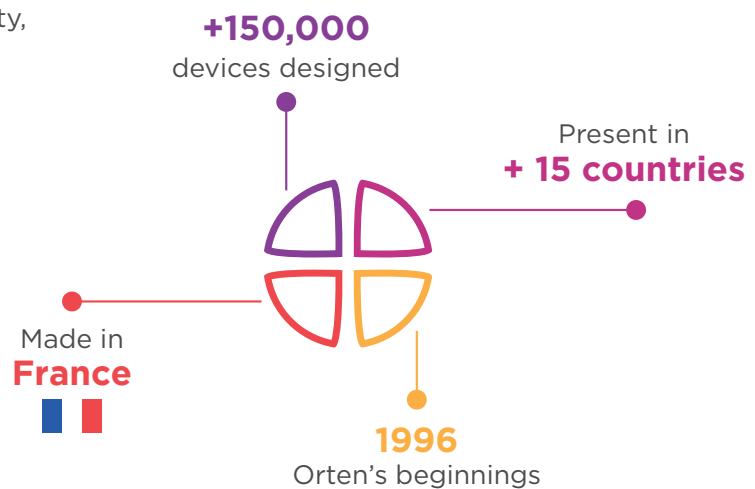 ty,
+150,000
devices designed
Present in
+ 15 countries
Made in
France
1996
Orten's beginnings